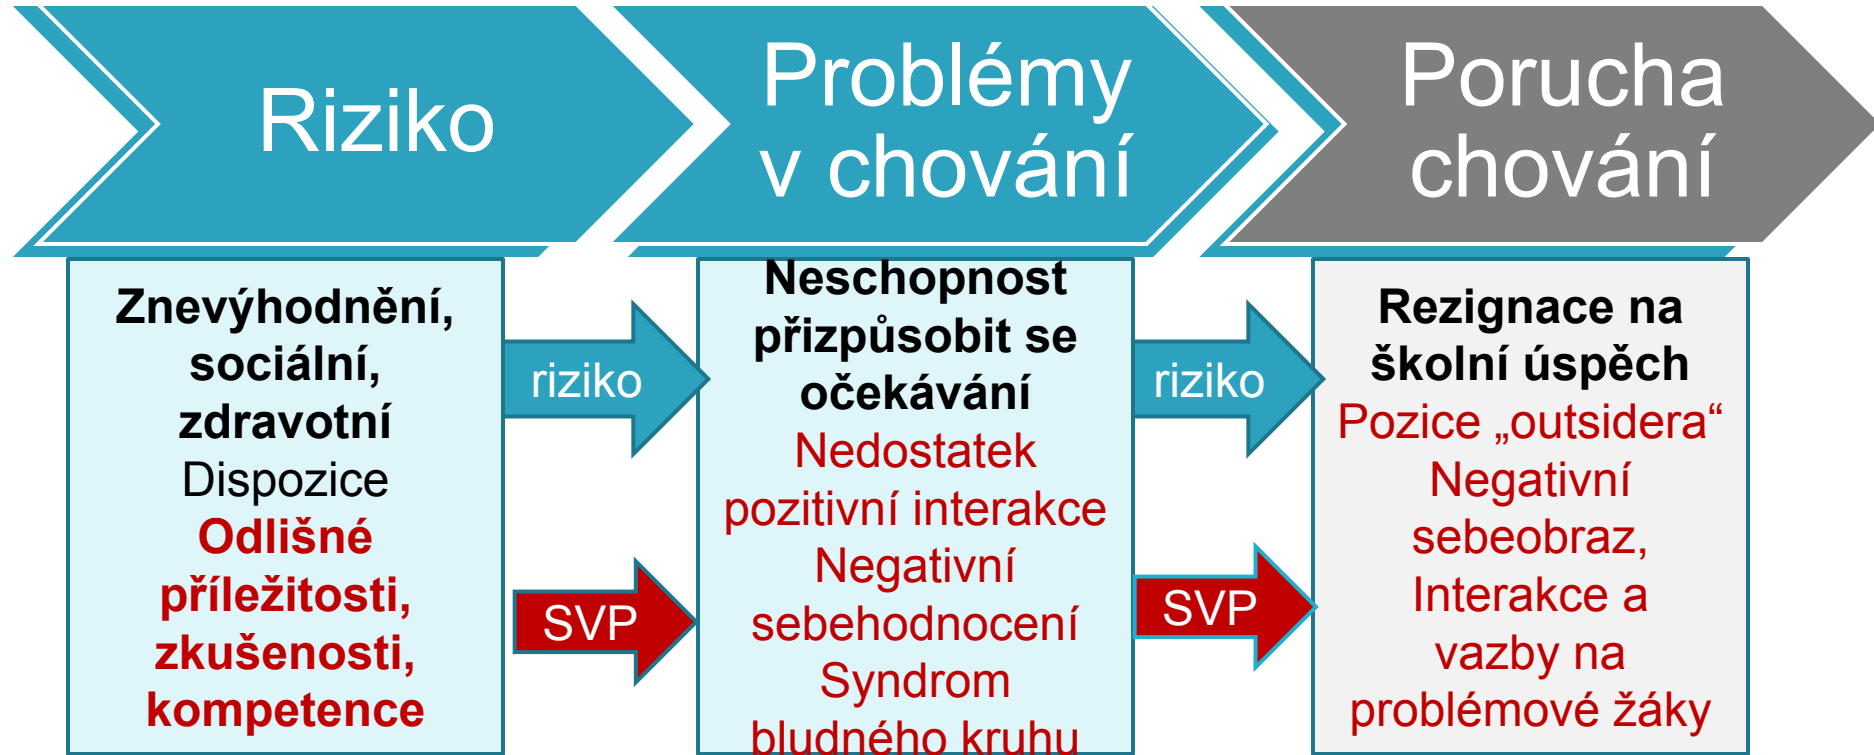 Riziko
Problémy
v chování
Porucha
chování
Znevýhodnění,
sociální,
zdravotní
Dispozice
Odlišné
příležitosti,
zkušenosti,
kompetence
riziko
SVP
Neschopnost
přizpůsobit se
očekávání
Nedostatek
pozitivní interakce
Negativní
sebehodnocení
Syndrom
bludného kruhu
riziko
SVP
Rezignace na
školní úspěch
Pozice „outsidera“
Negativní
sebeobraz,
Interakce a
vazby na
problémové žáky